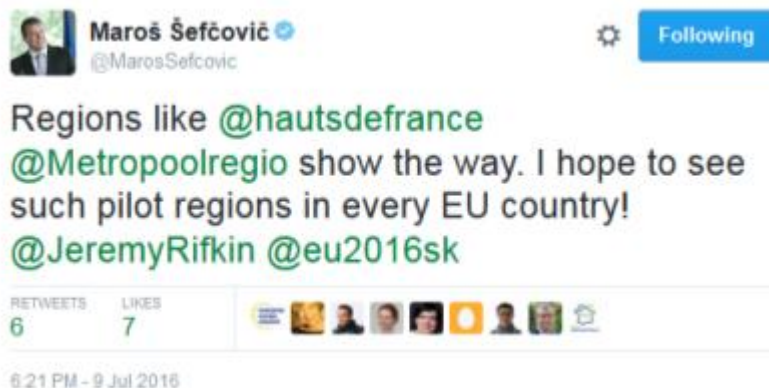 Maroš Šefčovič
Following
@MarosSefcovic
Regions like @hautsdefrance
@Metropoolregio show the way. I hope to see
such pilot regions in every EU country!
@JeremyRifkin @eu2016sk
RETWEETS LIKES
6 7
6:21 PM - 9 Jul 2016